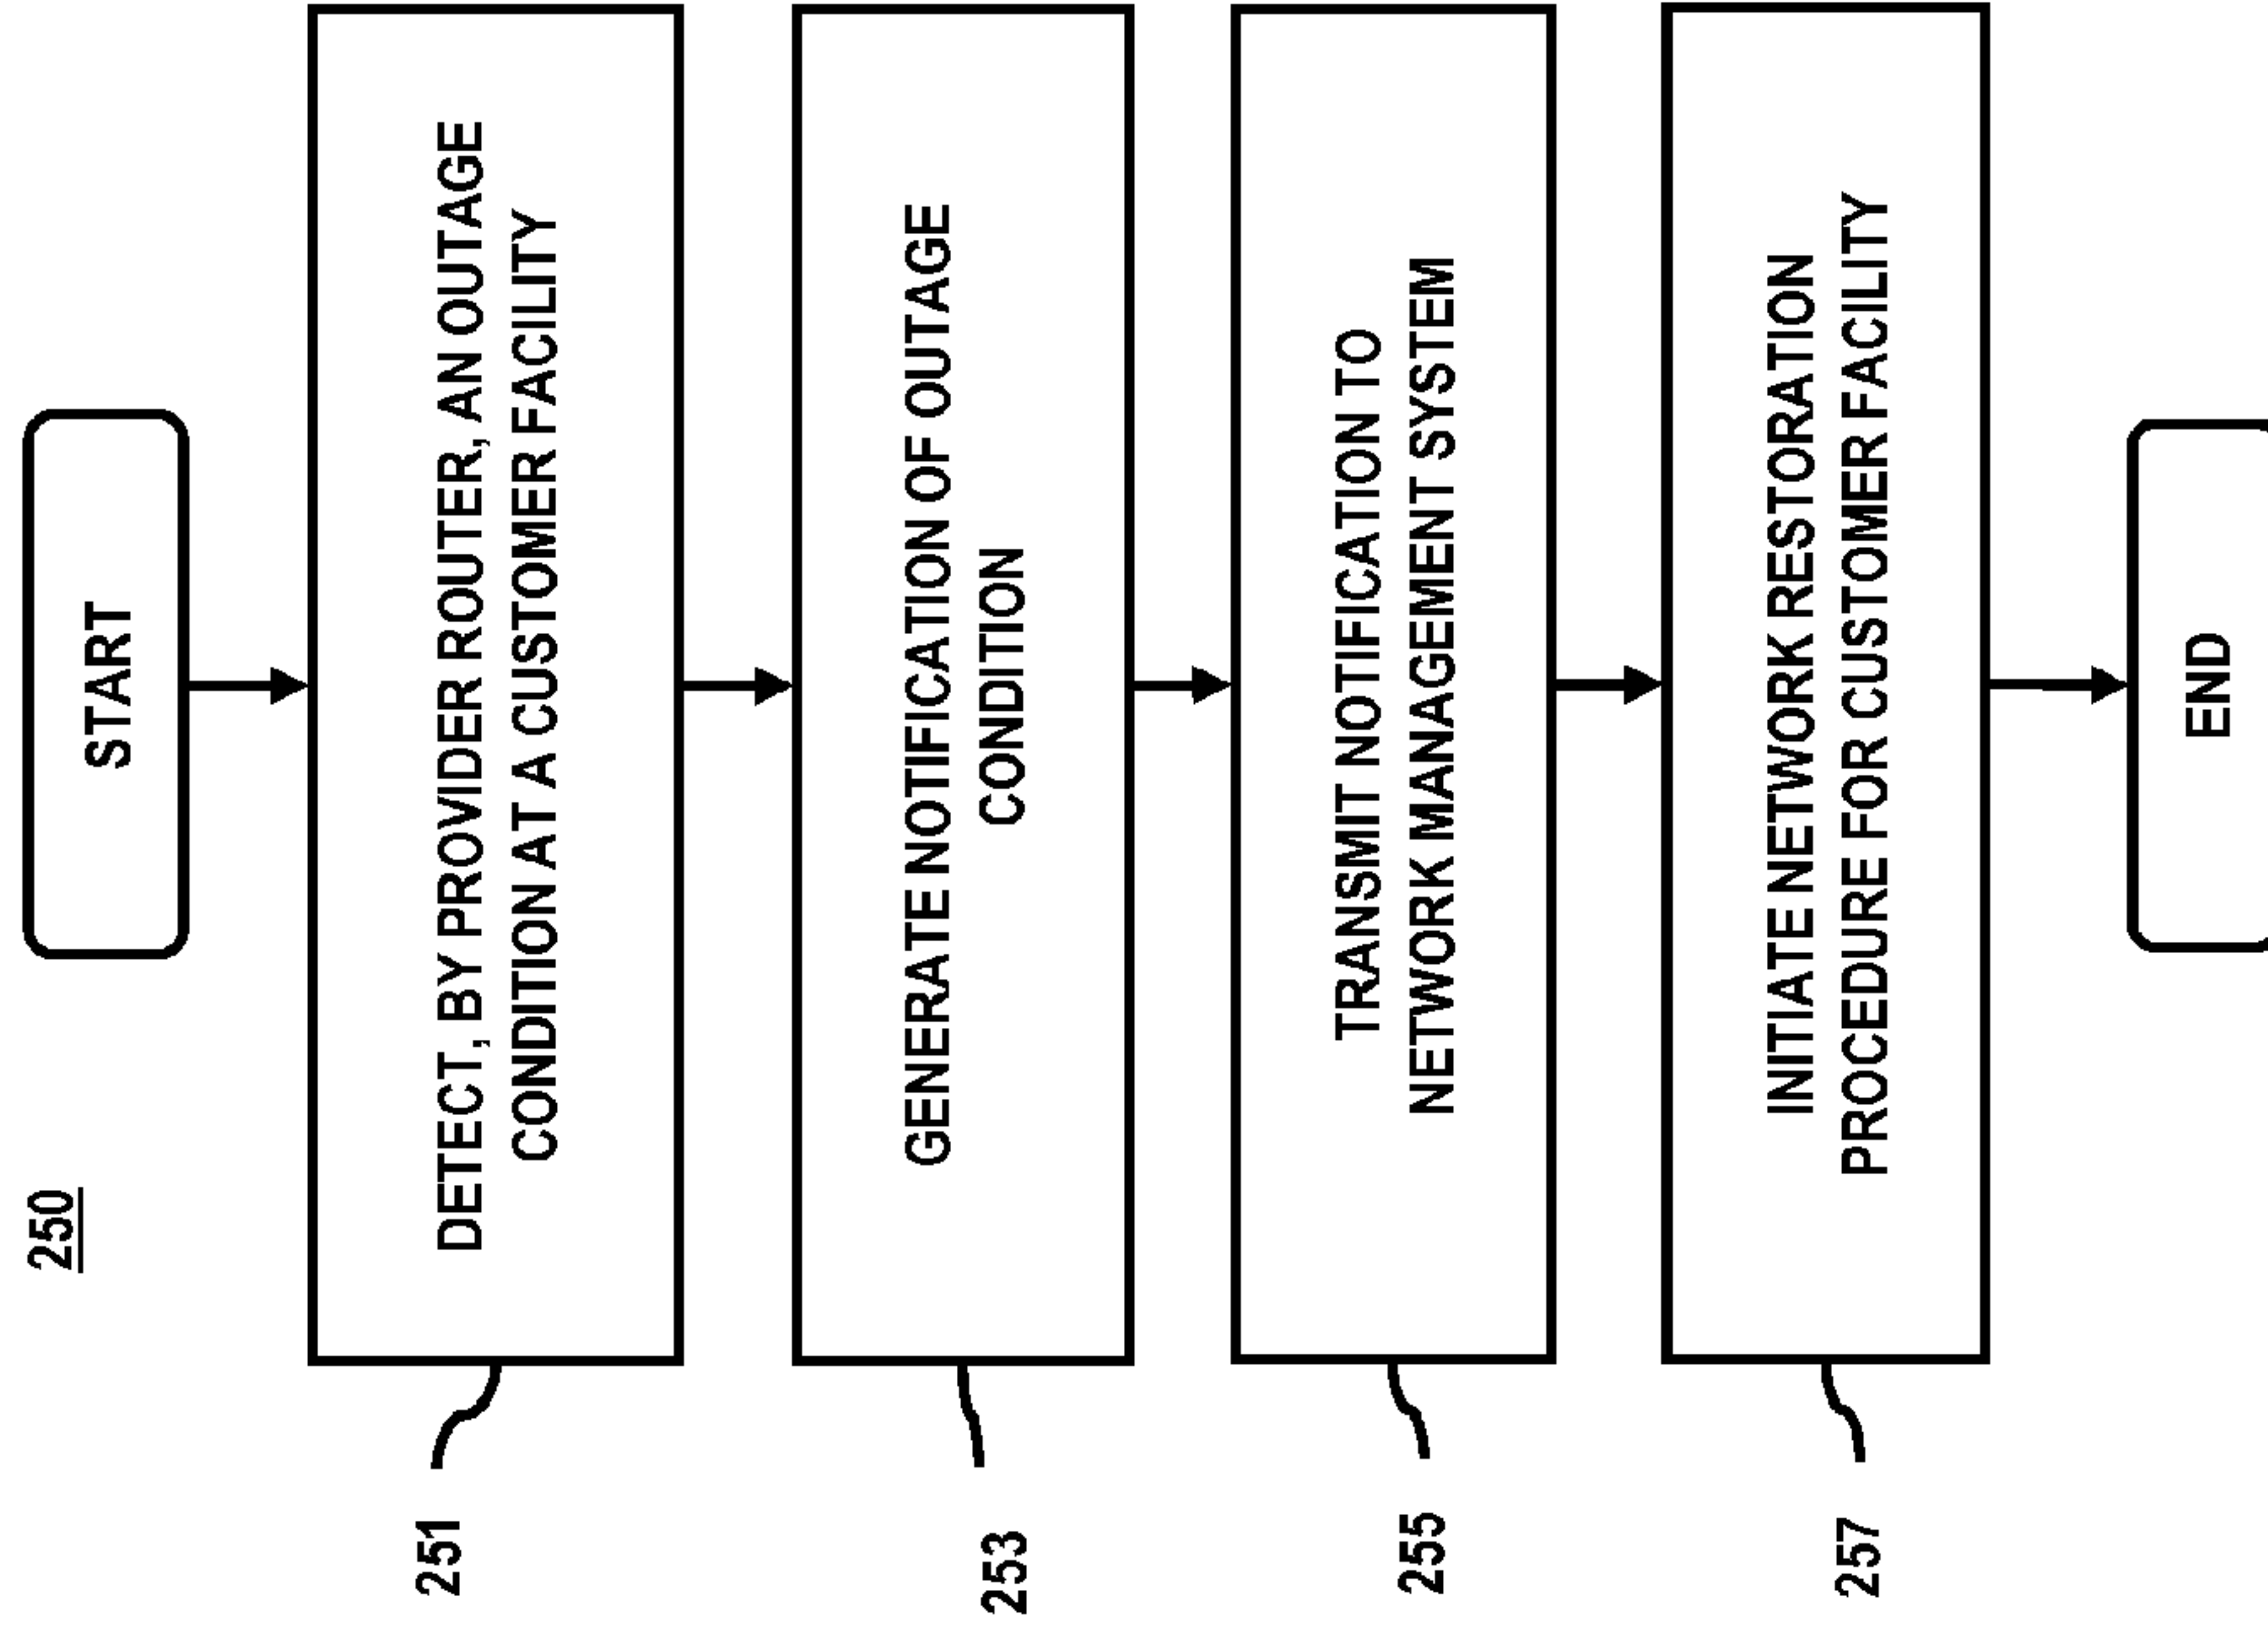 250
START
DETECT, BY PROVIDER ROUTER, AN OUTAGE
CONDITION AT A CUSTOMER FACILITY
251
GENERATE NOTIFICATION OF OUTAGE
CONDITION
253
TRANSMIT NOTIFICATION TO
NETWORK MANAGEMENT SYSTEM
255
INITIATE NETWORK RESTORATION
PROCEDURE FOR CUSTOMER FACILITY
257
END